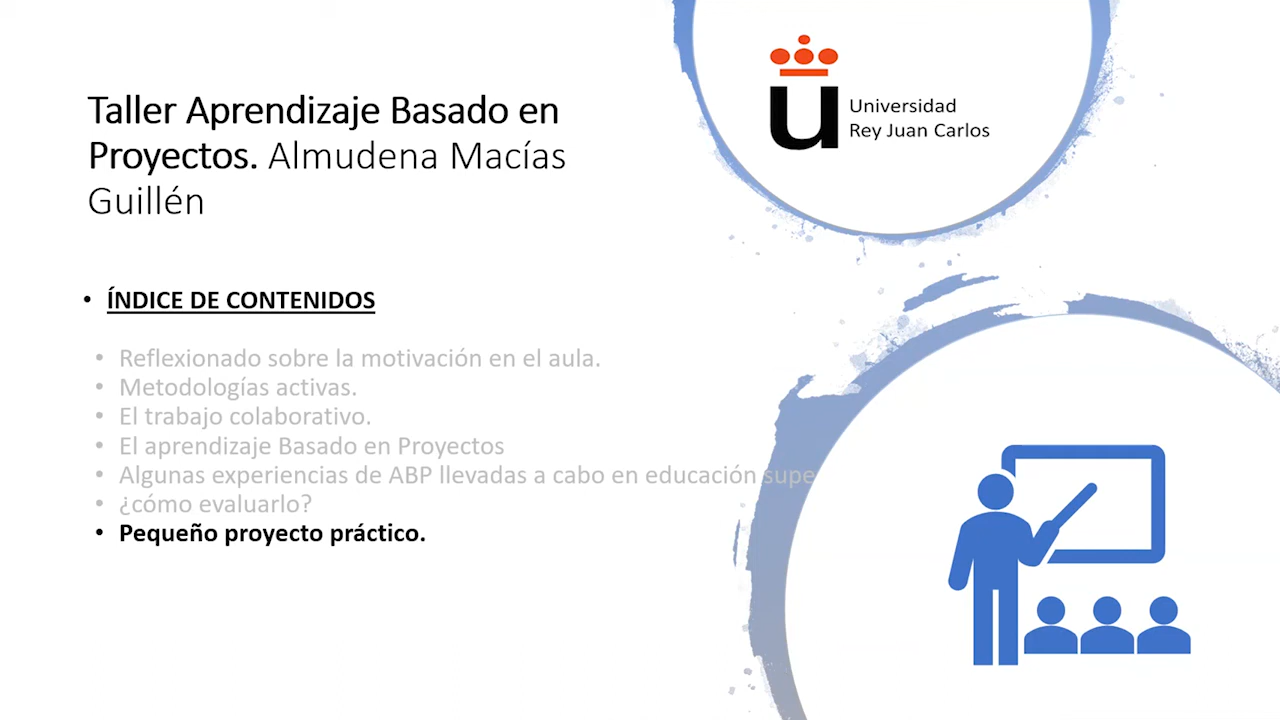 Taller Aprendizaje Basado en
Proyectos. Almudena Macías
Guillén
Universidad
Rey Juan Carlos
• ÍNDICE DE CONTENIDOS
• Reflexionado sobre la motivación en el aula.
• Metodologías activas.
• El trabajo colaborativo.
• El aprendizaje Basado en Proyectos
• Algunas experiencias de ABP llevadas a cabo en educación supe
• ¿cómo evaluarlo?
• Pequeño proyecto práctico.